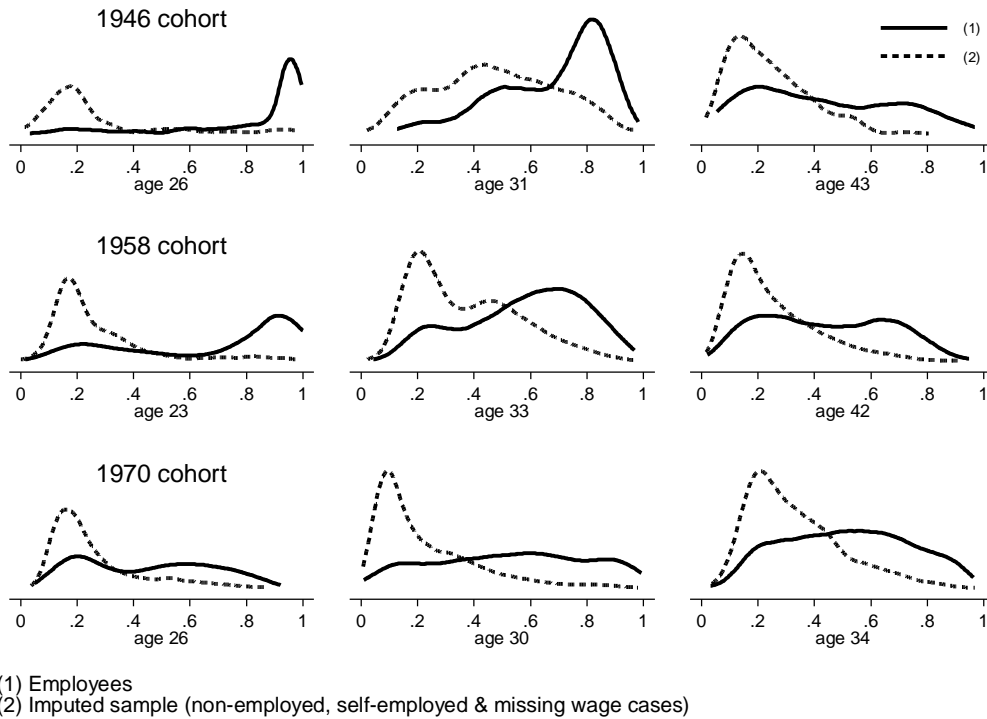 1946 cohort
(1)
(2)
0 .2 .4 .6 .8 1
age 26
0 .2 .4 .6 .8 1
age 31
0 .2 .4 .6 .8 1
age 43
1958 cohort
0 .2 .4 .6 .8 1
age 23
0 .2 .4 .6 .8 1
age 33
0 .2 .4 .6 .8 1
age 42
1970 cohort
0 .2 .4 .6 .8 1
age 26
0 .2 .4 .6 .8 1
age 30
0 .2 .4 .6 .8 1
age 34
(1) Employees
(2) Imputed sample (non-employed, self-employed & missing wage cases)